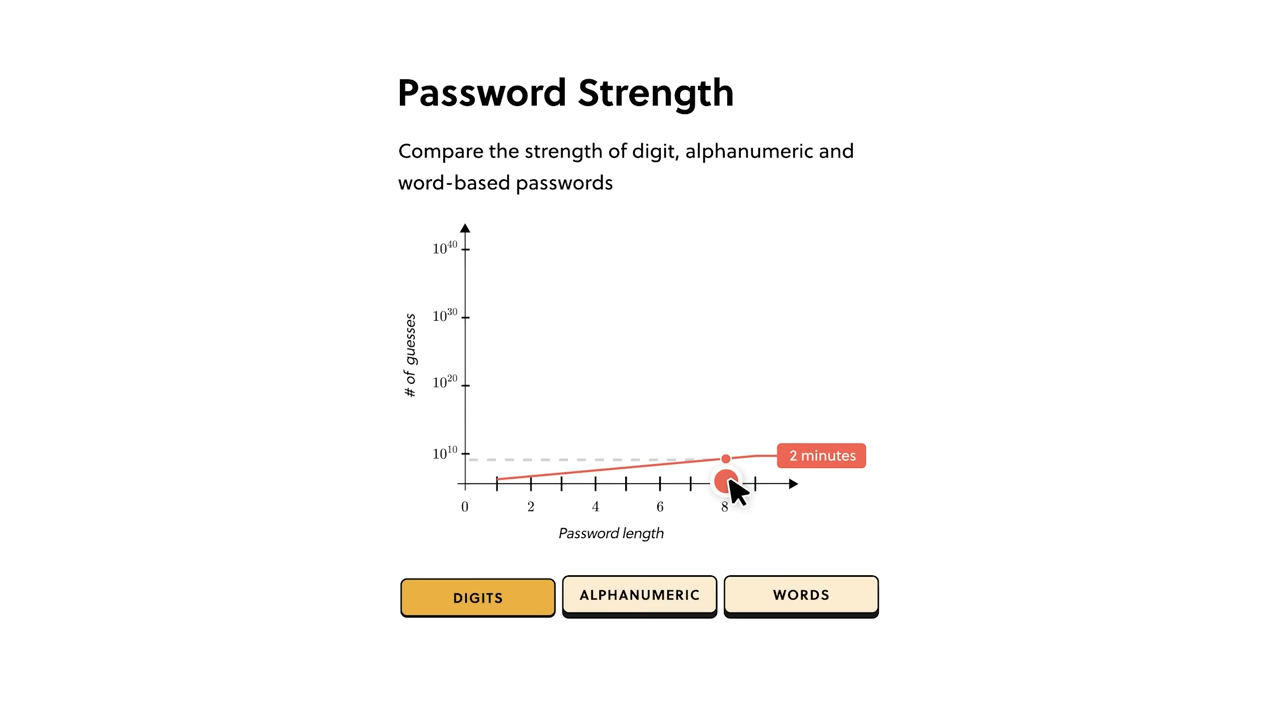 Password Strength
Compare the strength of digit, alphanumeric and
word-based passwords
10^40
10^30
10^20
10^10
# of guesses
2 minutes
0 2 4 6 8
Password length
DIGITS ALPHANUMERIC WORDS